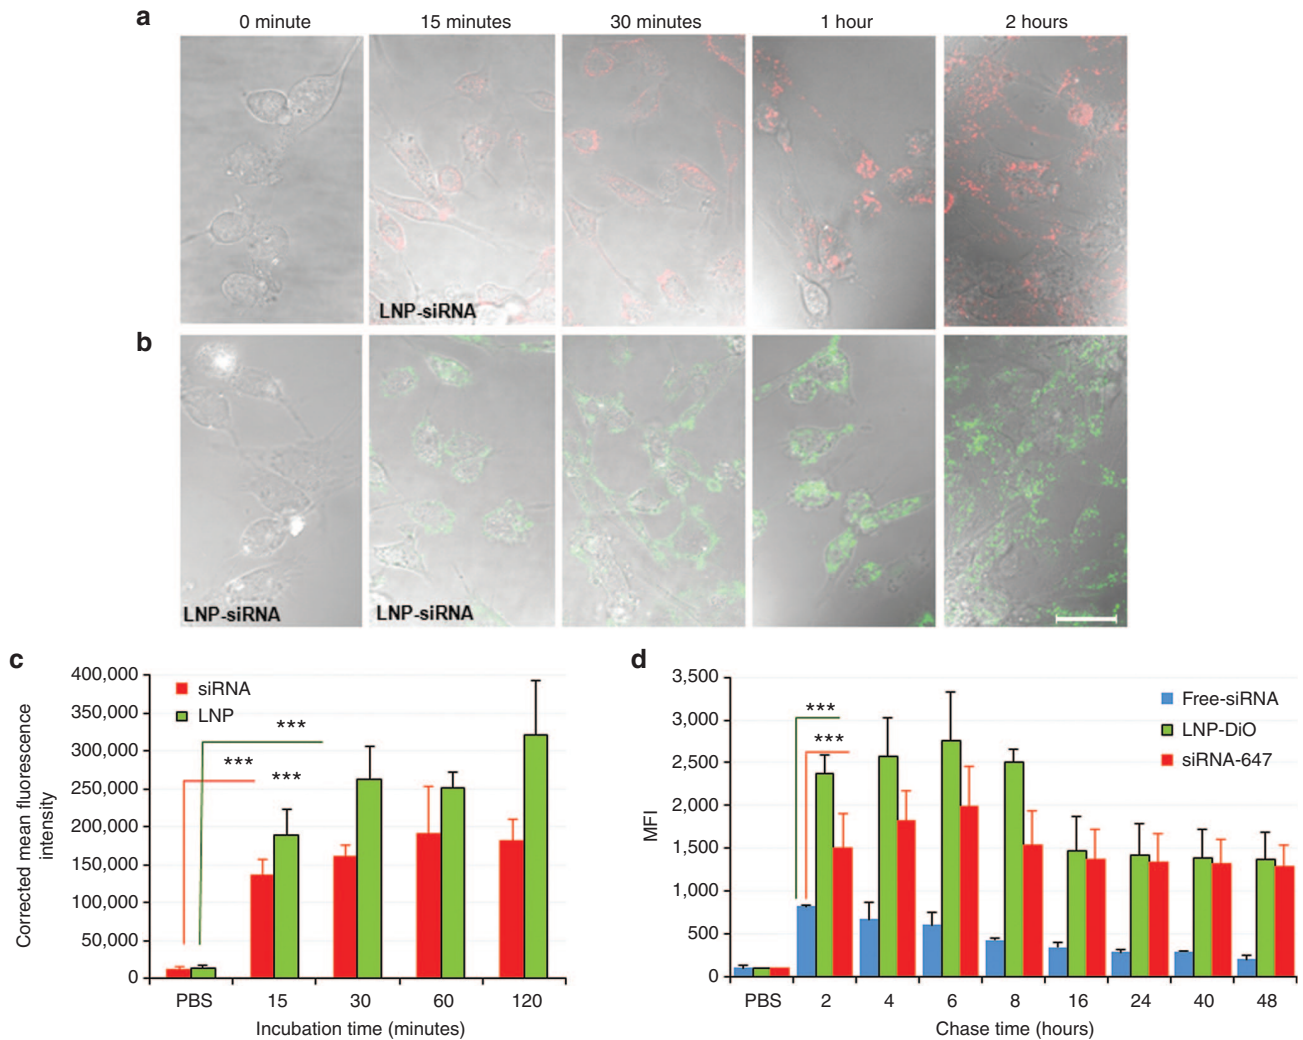 a
0 minute
15 minutes
30 minutes
1 hour
2 hours
LNP-siRNA
b
LNP-siRNA
LNP-siRNA
c
Corrected mean fluorescence
intensity
400,000
350,000
300,000
250,000
200,000
150,000
100,000
50,000
0
siRNA
LNP
***
***
***
PBS
15
30
60
120
Incubation time (minutes)
d
MFI
3,500
3,000
2,500
2,000
1,500
1,000
500
0
***
***
Free-siRNA
LNP-DiO
siRNA-647
PBS
2
4
6
8
16
24
40
48
Chase time (hours)